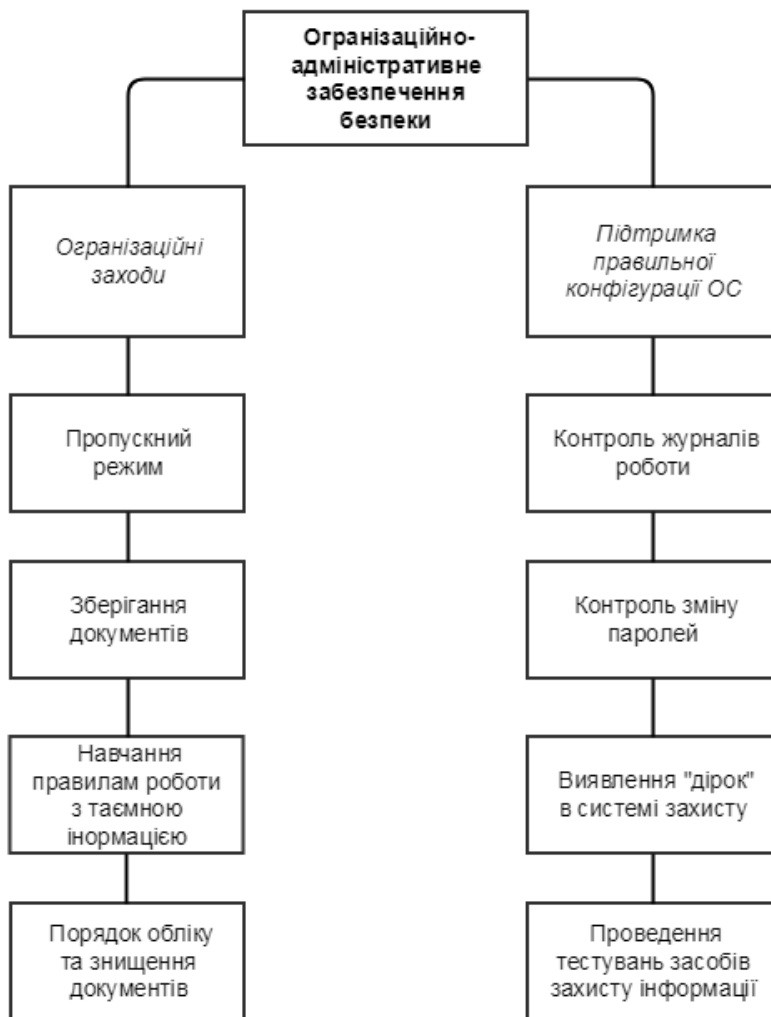 Огранізаційно-
адміністративне
забезпечення
безпеки
Огранізаційні
заходи
Підтримка
правильної
конфігурації ОС
Пропускний
режим
Контроль журналів
роботи
Зберігання
документів
Контроль зміну
паролей
Навчання
правилам роботи
з таємною
інормацією
Виявлення "дірок"
в системі захисту
Порядок обліку
та знищення
документів
Проведення
тестувань засобів
захисту інформації